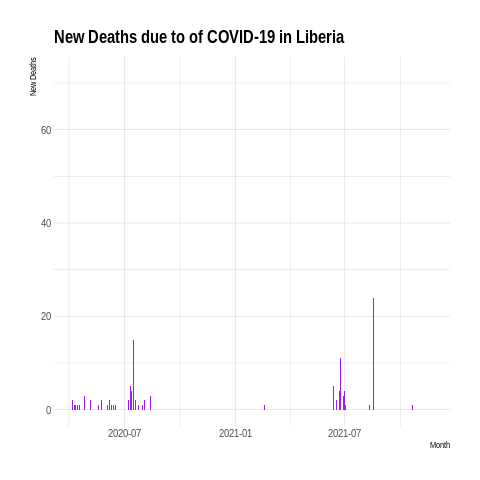 New Deaths due to of COVID-19 in Liberia
New Deaths
60
40
20
0
2020-07
2021-01
2021-07
Month